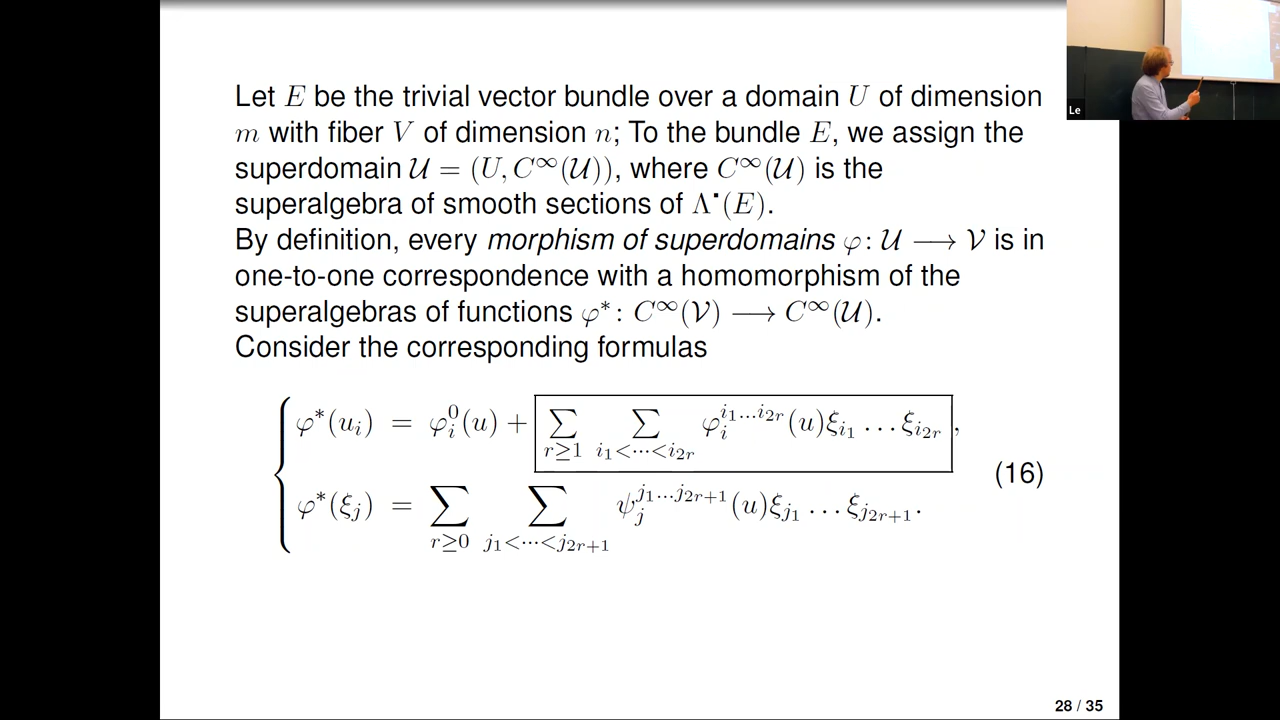 Let E be the trivial vector bundle over a domain U of dimension
m with fiber V of dimension n; To the bundle E, we assign the
superdomain 𝒰 = (U, C^∞(𝒰)), where C^∞(𝒰) is the
superalgebra of smooth sections of Λ^•(E).
By definition, every morphism of superdomains φ: 𝒰 ⟶ 𝒱 is in
one-to-one correspondence with a homomorphism of the
superalgebras of functions φ*: C^∞(𝒱) ⟶ C^∞(𝒰).
Consider the corresponding formulas
φ*(u_i) = φ_i^0(u) + ∑_{r≥1} ∑_{i_1<⋯<i_{2r}} φ_i^{i_1…i_{2r}}(u)ξ_{i_1} … ξ_{i_{2r}},
φ*(ξ_j) = ∑_{r≥0} ∑_{j_1<⋯<j_{2r+1}} ψ_j^{j_1…j_{2r+1}}(u)ξ_{j_1} … ξ_{j_{2r+1}}.
(16)
28 / 35
Le